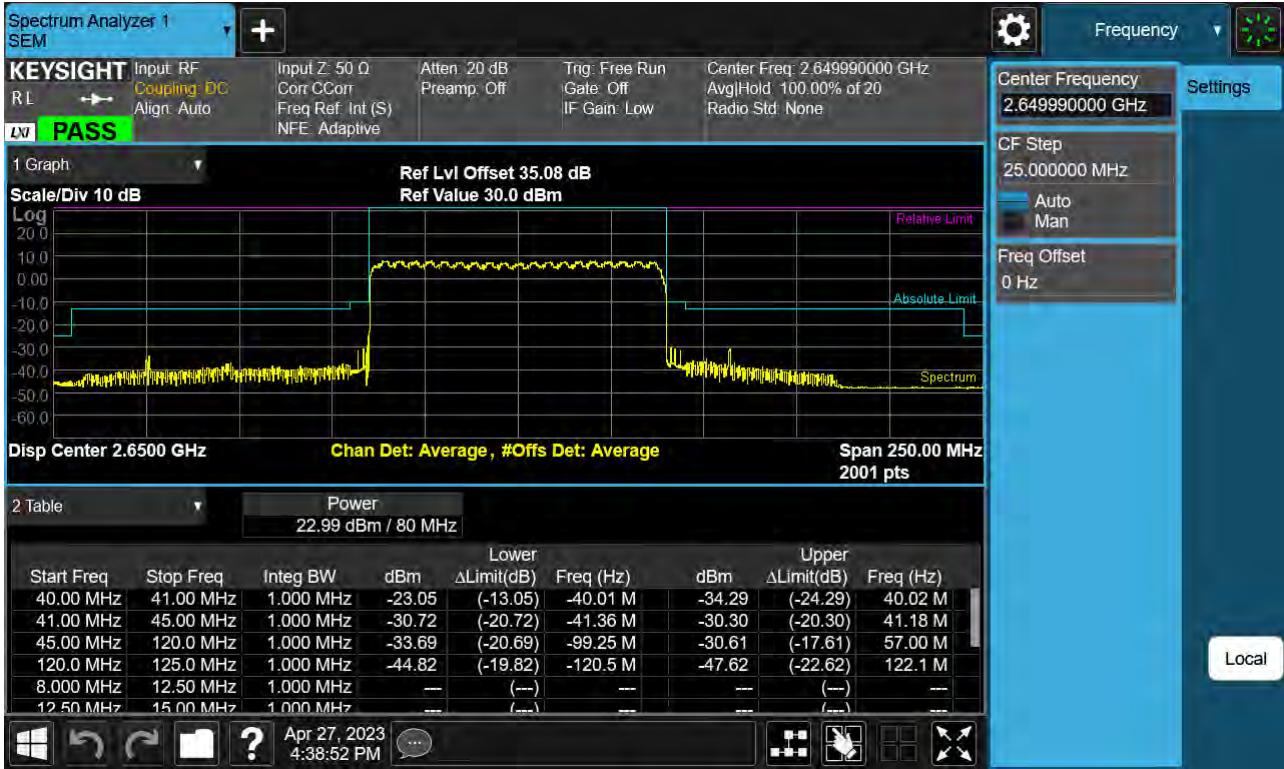 Spectrum Analyzer 1
SEM
+
Frequency
KEYSIGHT
R L
LXI
PASS
Input: RF
Coupling: DC
Align: Auto
Input Z: 50 Ω
Corr CCorr
Freq Ref: Int (S)
NFE: Adaptive
Atten: 20 dB
Preamp: Off
Trig: Free Run
Gate: Off
IF Gain: Low
Center Freq: 2.649990000 GHz
Avg|Hold: 100.00% of 20
Radio Std: None
Center Frequency
2.649990000 GHz
Settings
CF Step
25.000000 MHz
Auto
Man
Freq Offset
0 Hz
Local
1 Graph
Scale/Div 10 dB
Ref Lvl Offset 35.08 dB
Ref Value 30.0 dBm
Log
20.0
10.0
0.00
-10.0
-20.0
-30.0
-40.0
-50.0
-60.0
Relative Limit
Absolute Limit
Spectrum
Disp Center 2.6500 GHz
Chan Det: Average , #Offs Det: Average
Span 250.00 MHz
2001 pts
2 Table
Power
22.99 dBm / 80 MHz
Lower Upper
Start Freq Stop Freq Integ BW dBm ΔLimit(dB) Freq (Hz) dBm ΔLimit(dB) Freq (Hz)
40.00 MHz 41.00 MHz 1.000 MHz -23.05 (-13.05) -40.01 M -34.29 (-24.29) 40.02 M
41.00 MHz 45.00 MHz 1.000 MHz -30.72 (-20.72) -41.36 M -30.30 (-20.30) 41.18 M
45.00 MHz 120.0 MHz 1.000 MHz -33.69 (-20.69) -99.25 M -30.61 (-17.61) 57.00 M
120.0 MHz 125.0 MHz 1.000 MHz -44.82 (-19.82) -120.5 M -47.62 (-22.62) 122.1 M
8.000 MHz 12.50 MHz 1.000 MHz --- (---) --- --- (---) ---
12.50 MHz 15.00 MHz 1.000 MHz --- (---) --- --- (---) ---
?
Apr 27, 2023
4:38:52 PM